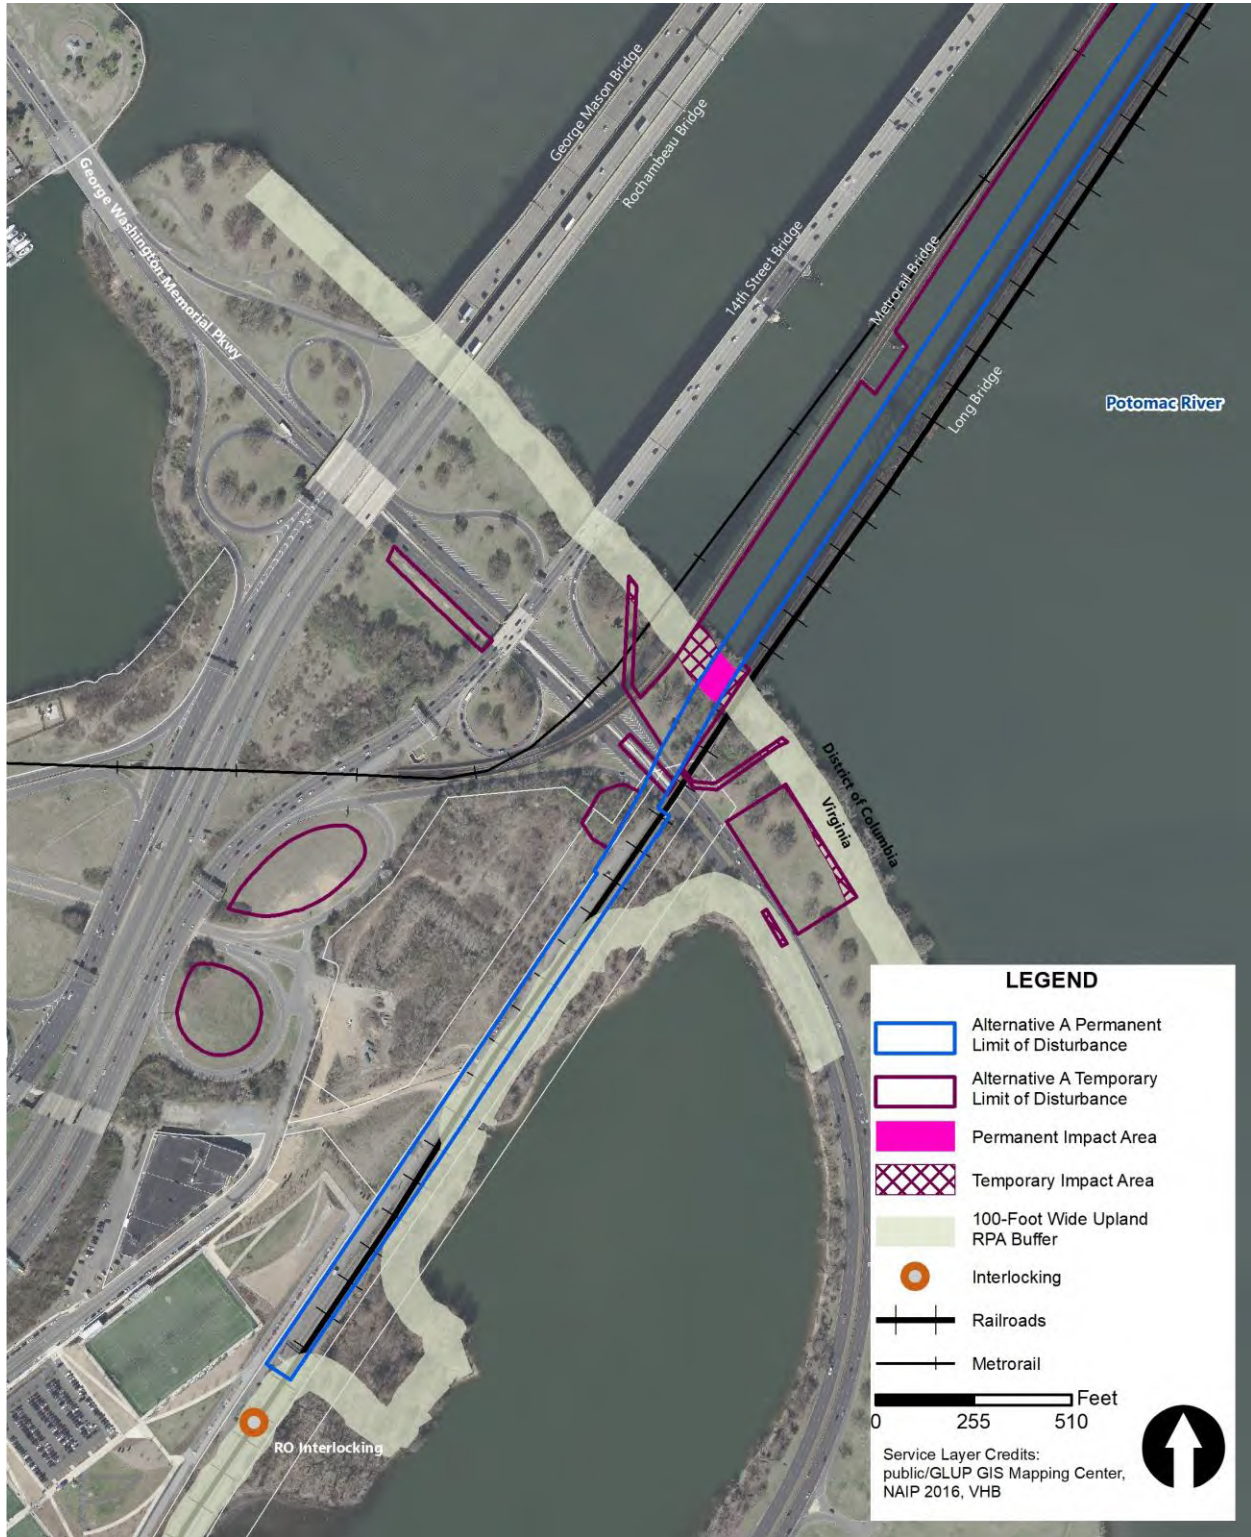 George Mason Bridge
Rochambeau Bridge
George Washington Memorial Pkwy
14th Street Bridge
Metrorail Bridge
Long Bridge
Potomac River
District of Columbia
Virginia
RO Interlocking
LEGEND
Alternative A Permanent
Limit of Disturbance
Alternative A Temporary
Limit of Disturbance
Permanent Impact Area
Temporary Impact Area
100-Foot Wide Upland
RPA Buffer
Interlocking
Railroads
Metrorail
Feet
0 255 510
Service Layer Credits:
public/GLUP GIS Mapping Center,
NAIP 2016, VHB